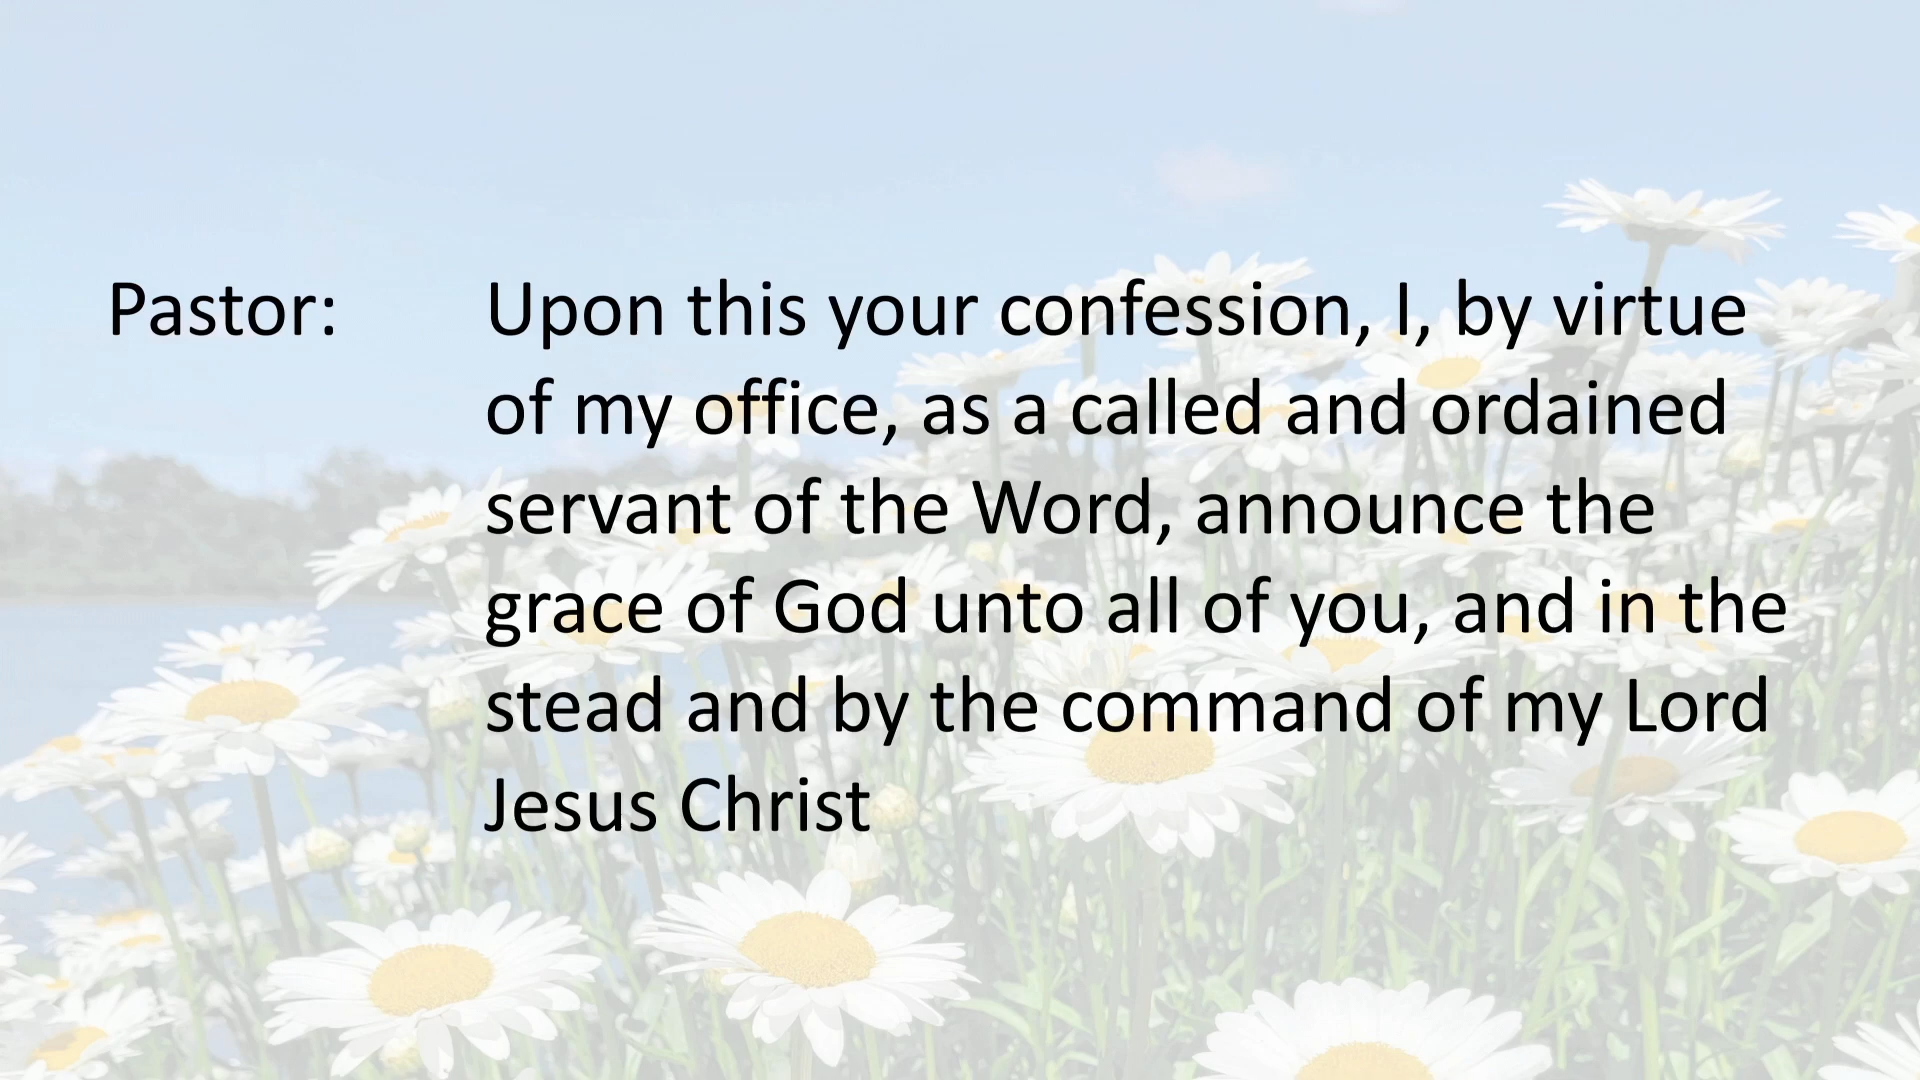 Pastor: Upon this your confession, I, by virtue
of my office, as a called and ordained
servant of the Word, announce the
grace of God unto all of you, and in the
stead and by the command of my Lord
Jesus Christ